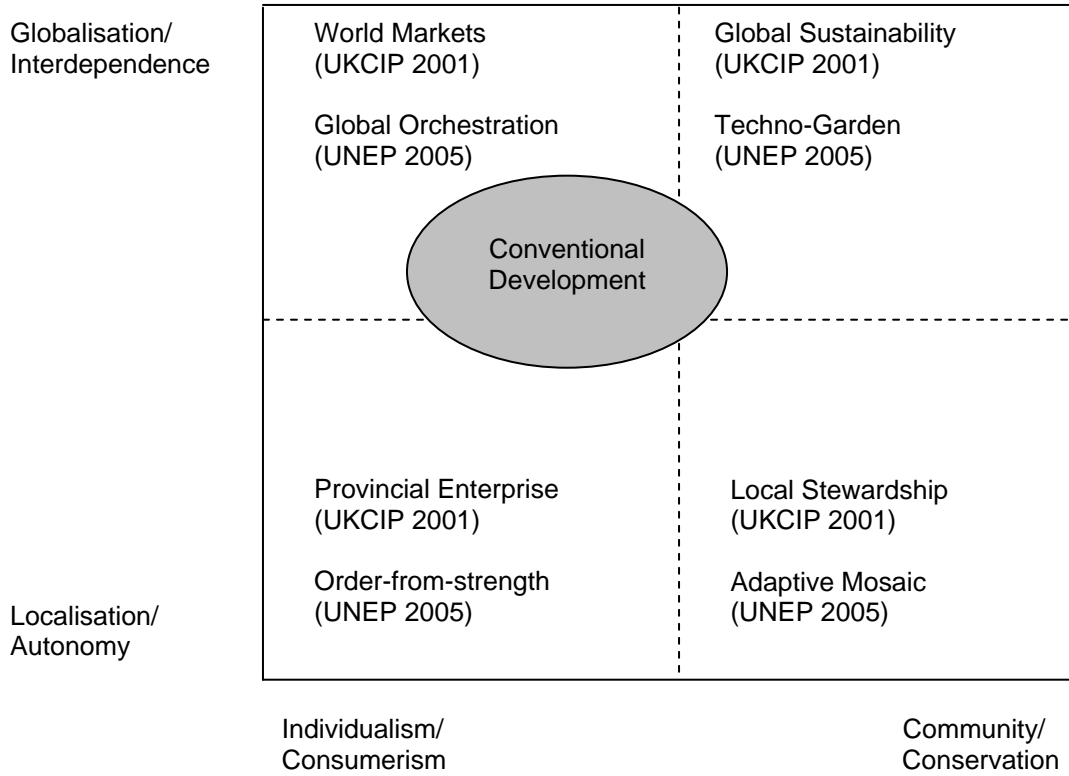 Globalisation/
Interdependence
World Markets
(UKCIP 2001)
Global Orchestration
(UNEP 2005)
Global Sustainability
(UKCIP 2001)
Techno-Garden
(UNEP 2005)
Conventional
Development
Provincial Enterprise
(UKCIP 2001)
Order-from-strength
(UNEP 2005)
Local Stewardship
(UKCIP 2001)
Adaptive Mosaic
(UNEP 2005)
Localisation/
Autonomy
Individualism/
Consumerism
Community/
Conservation